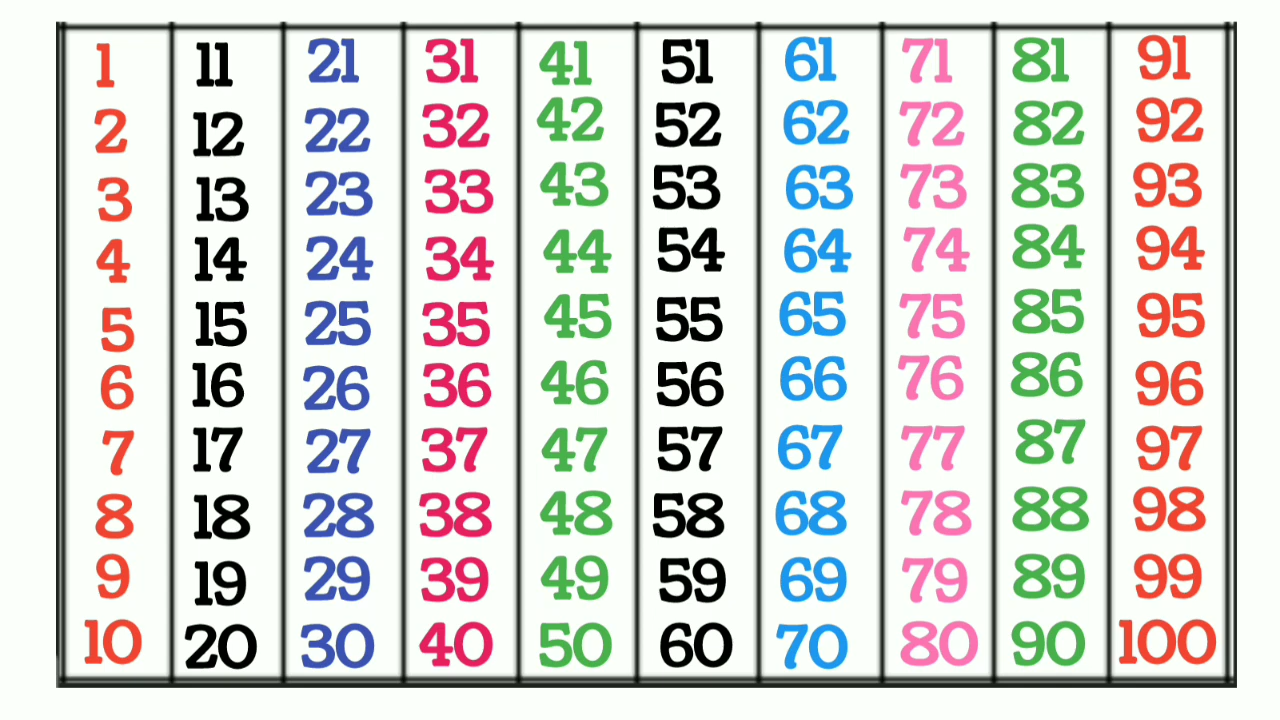 1 11 21 31 41 51 61 71 81 91
2 12 22 32 42 52 62 72 82 92
3 13 23 33 43 53 63 73 83 93
4 14 24 34 44 54 64 74 84 94
5 15 25 35 45 55 65 75 85 95
6 16 26 36 46 56 66 76 86 96
7 17 27 37 47 57 67 77 87 97
8 18 28 38 48 58 68 78 88 98
9 19 29 39 49 59 69 79 89 99
10 20 30 40 50 60 70 80 90 100